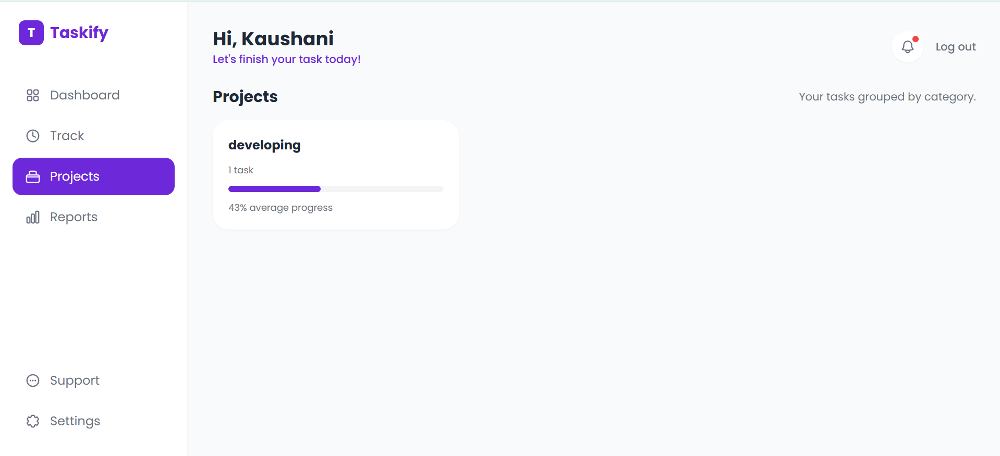 T Taskify
Dashboard
Track
Projects
Reports
Support
Settings
Hi, Kaushani
Let's finish your task today!
Log out
Projects
Your tasks grouped by category.
developing
1 task
43% average progress